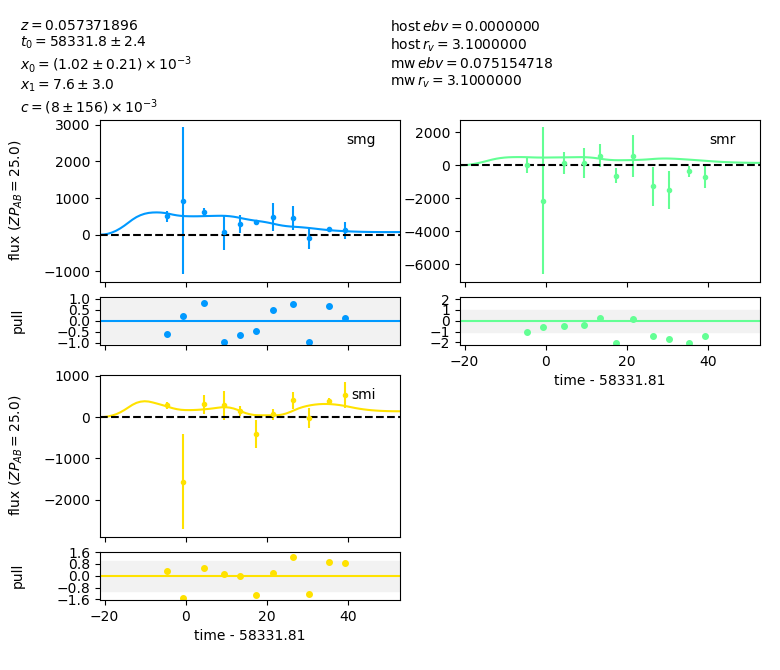 z = 0.057371896
t₀ = 58331.8 ± 2.4
x₀ = (1.02 ± 0.21) × 10⁻³
x₁ = 7.6 ± 3.0
c = (8 ± 156) × 10⁻³
host ebv = 0.0000000
host r_v = 3.1000000
mw ebv = 0.075154718
mw r_v = 3.1000000
smg
flux (ZP_AB = 25.0)
3000
2000
1000
0
−1000
pull
1.0
0.5
0.0
−0.5
−1.0
smr
2000
0
−2000
−4000
−6000
2
1
0
−1
−2
−20 0 20 40
time - 58331.81
smi
flux (ZP_AB = 25.0)
1000
0
−1000
−2000
pull
1.6
0.8
0.0
−0.8
−1.6
−20 0 20 40
time - 58331.81